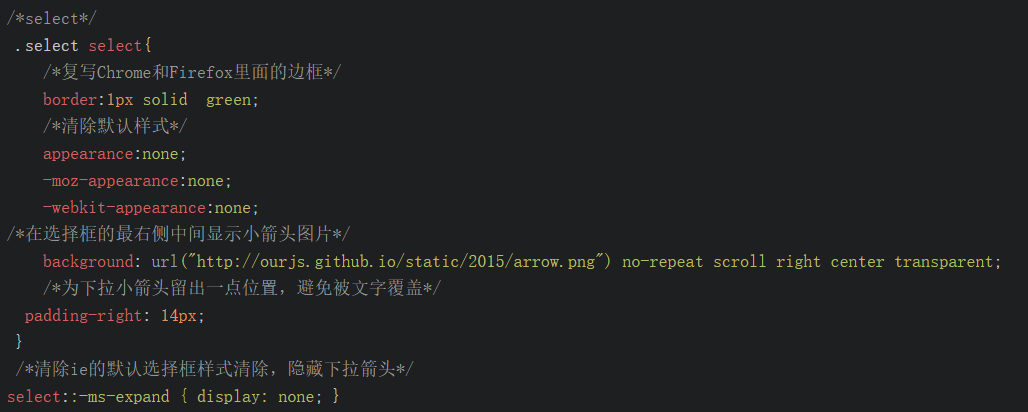 /*select*/
.select select{
/*复写Chrome和Firefox里面的边框*/
border:1px solid  green;
/*清除默认样式*/
appearance:none;
-moz-appearance:none;
-webkit-appearance:none;
/*在选择框的最右侧中间显示小箭头图片*/
background: url("http://ourjs.github.io/static/2015/arrow.png") no-repeat scroll right center transparent;
/*为下拉小箭头留出一点位置，避免被文字覆盖*/
padding-right: 14px;
}
/*清除ie的默认选择框样式清除，隐藏下拉箭头*/
select::-ms-expand { display: none; }